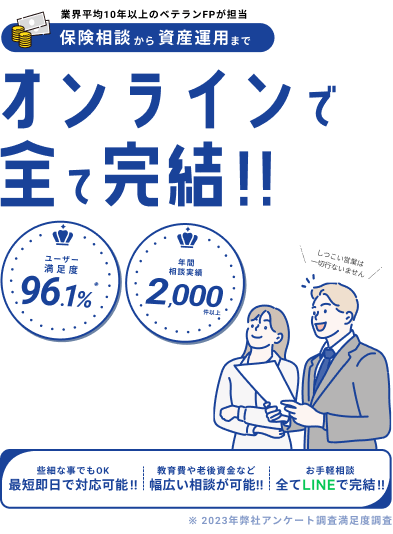 業界平均10年以上のベテランFPが担当
保険相談から資産運用まで
オンラインで
全て完結!!
ユーザー
満足度
96.1%※
年間
相談実績
2,000
件以上
しつこい営業は
一切行ないません
些細な事でもOK
最短即日で対応可能!!
教育費や老後資金など
幅広い相談が可能!!
お手軽相談
全てLINEで完結!!
※ 2023年弊社アンケート調査満足度調査